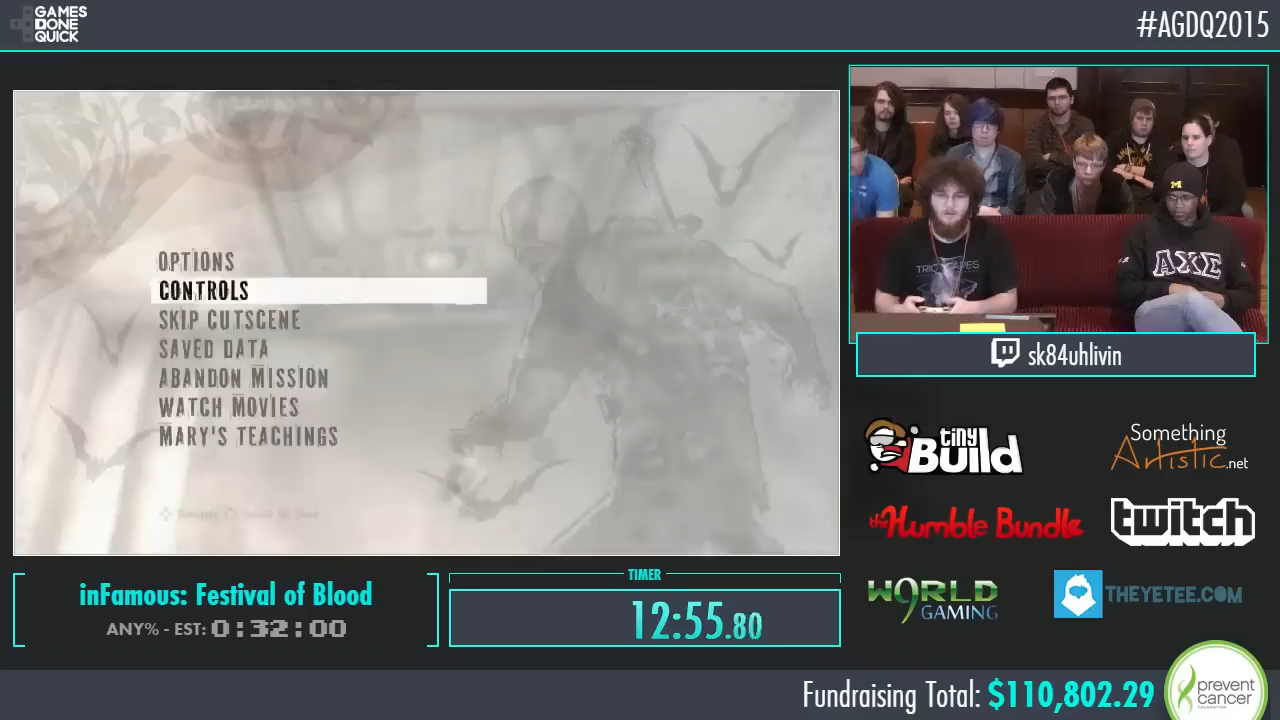 GAMES
DONE
QUICK
#AGDQ2015
OPTIONS
CONTROLS
SKIP CUTSCENE
SAVED DATA
ABANDON MISSION
WATCH MOVIES
MARY'S TEACHINGS
M
ΑΧΣ
sk84uhlivin
tinyBuild
Something
Artistic.net
the Humble Bundle
twitch
W9RLD
GAMING
THEYETEE.COM
inFamous: Festival of Blood
ANY% - EST: 0:32:00
TIMER
12:55.80
Fundraising Total: $110,802.29
prevent
cancer